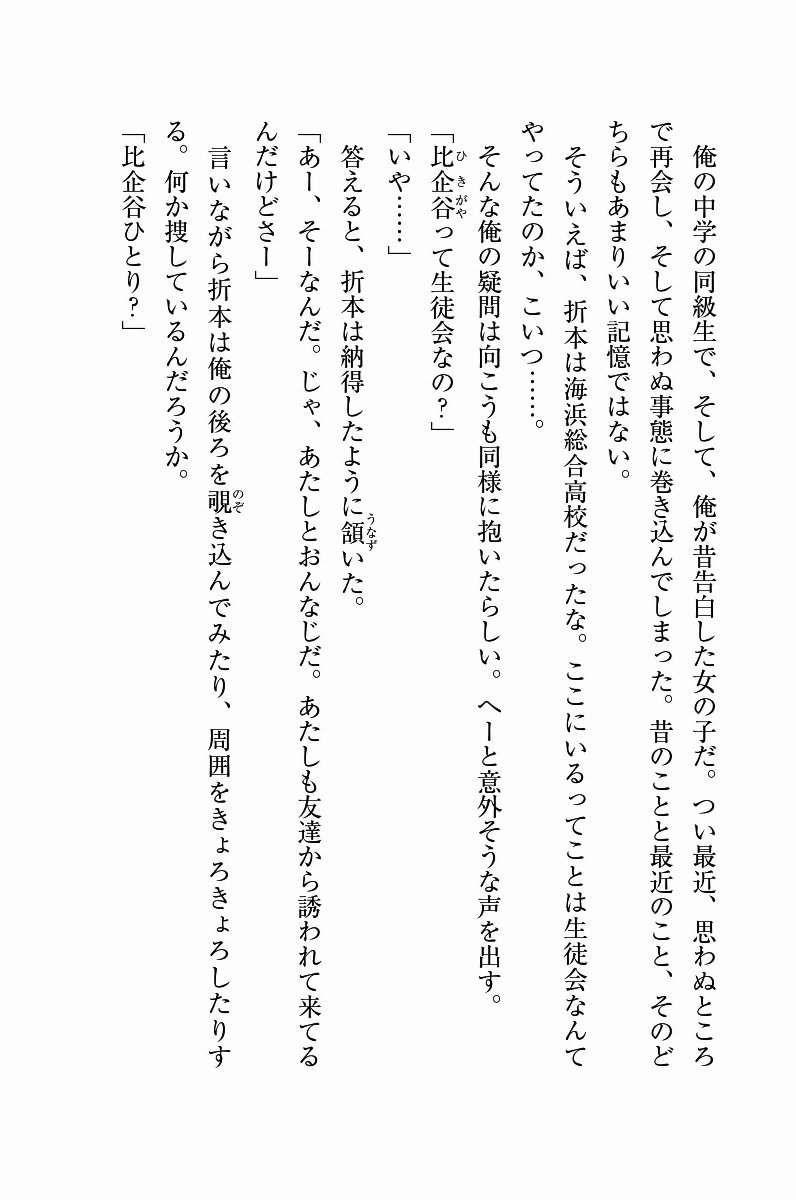 俺の中学の同級生で、そして、俺が昔告白した女の子だ。つい最近、思わぬところ
で再会し、そして思わぬ事態に巻き込んでしまった。昔のことと最近のこと、そのど
ちらもあまりいい記憶ではない。
　そういえば、折本は海浜総合高校だったな。ここにいるってことは生徒会なんて
やってたのか、こいつ……。
　そんな俺の疑問は向こうも同様に抱いたらしい。へーと意外そうな声を出す。
「比企谷って生徒会なの？」
「いや……」
　答えると、折本は納得したように頷いた。
「あー、そーなんだ。じゃ、あたしとおんなじだ。あたしも友達から誘われて来てる
んだけどさー」
　言いながら折本は俺の後ろを覗き込んでみたり、周囲をきょろきょろしたりす
る。何か捜しているんだろうか。
「比企谷ひとり？」